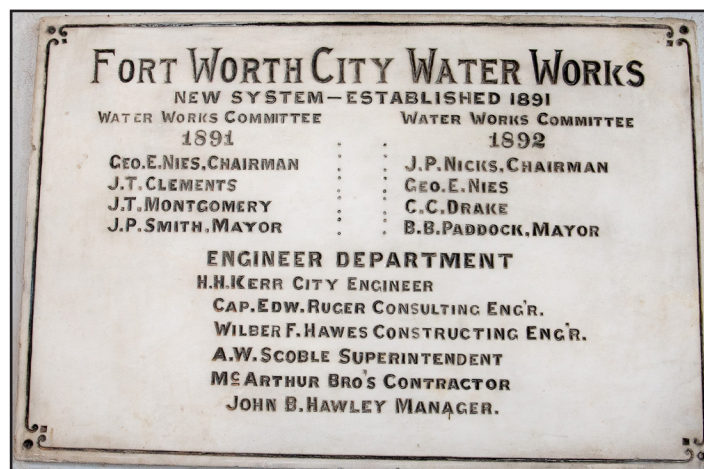 FORT WORTH CITY WATER WORKS
NEW SYSTEM—ESTABLISHED 1891
WATER WORKS COMMITTEE WATER WORKS COMMITTEE
1891 1892
GEO.E.NIES,CHAIRMAN J.P.NICKS,CHAIRMAN
J.T.CLEMENTS GEO.E.NIES
J.T.MONTGOMERY C.C.DRAKE
J.P.SMITH,MAYOR B.B.PADDOCK,MAYOR
ENGINEER DEPARTMENT
H.H.KERR CITY ENGINEER
CAP.EDW.RUGER CONSULTING ENG'R.
WILBER F.HAWES CONSTRUCTING ENG'R.
A.W.SCOBLE SUPERINTENDENT
McARTHUR BRO'S CONTRACTOR
JOHN B.HAWLEY MANAGER.